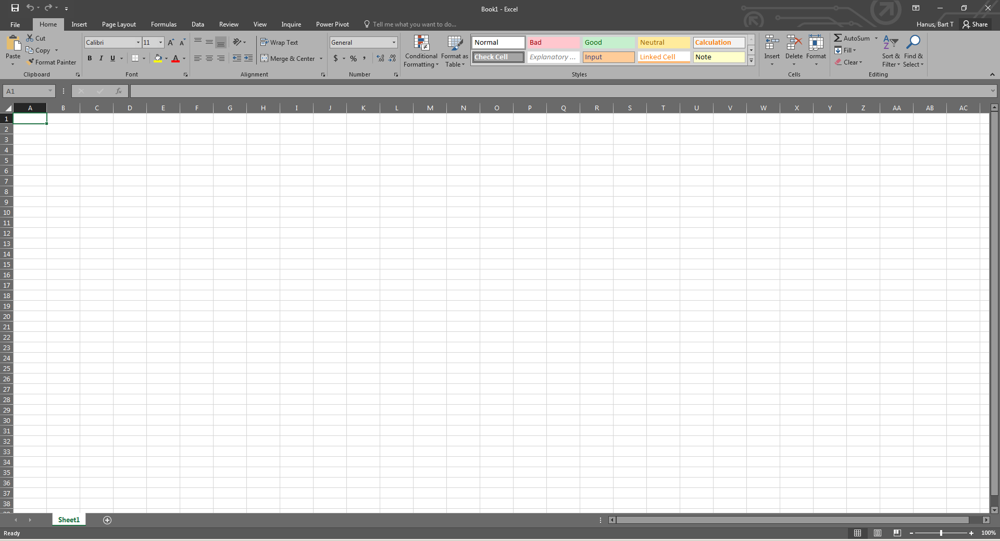 Book1 - Excel
File Home Insert Page Layout Formulas Data Review View Inquire Power Pivot Tell me what you want to do... Hanus, Bart T Share
Paste
Cut
Copy
Format Painter
Clipboard
Calibri 11
B I U
Font
Wrap Text
Merge & Center
Alignment
General
$ % ,
Number
Conditional Formatting
Format as Table
Normal Bad Good Neutral Calculation
Check Cell Explanatory ... Input Linked Cell Note
Styles
Insert Delete Format
Cells
AutoSum
Fill
Clear
Sort & Filter
Find & Select
Editing
A1 fx
A B C D E F G H I J K L M N O P Q R S T U V W X Y Z AA AB AC
1
2
3
4
5
6
7
8
9
10
11
12
13
14
15
16
17
18
19
20
21
22
23
24
25
26
27
28
29
30
31
32
33
34
35
36
37
38
Sheet1
Ready 100%